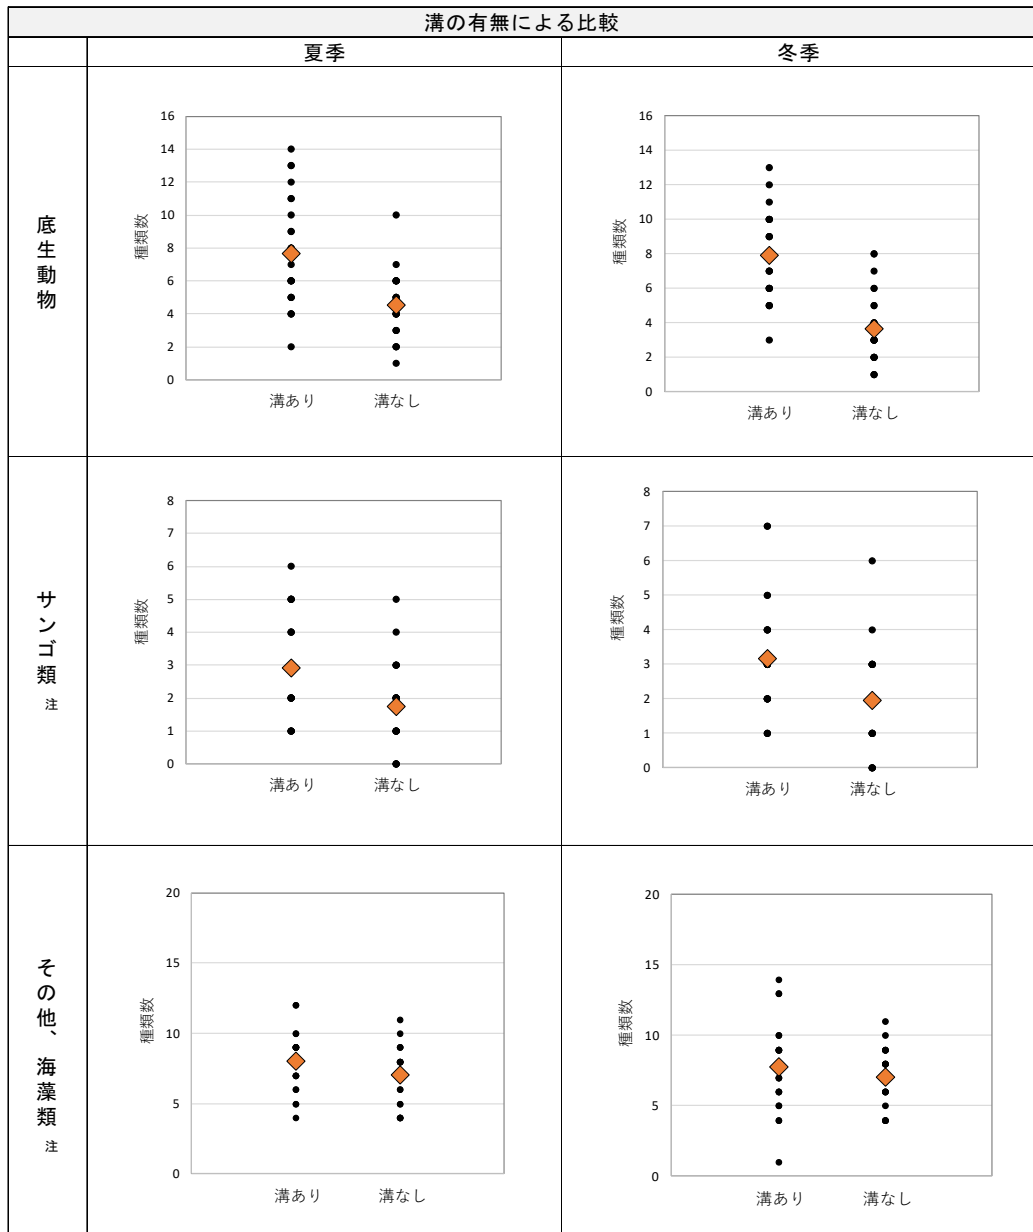 溝の有無による比較
夏季
冬季
底生動物
種類数
16
14
12
10
8
6
4
2
0
溝あり
溝なし
種類数
16
14
12
10
8
6
4
2
0
溝あり
溝なし
サンゴ類
注
種類数
8
7
6
5
4
3
2
1
0
溝あり
溝なし
種類数
8
7
6
5
4
3
2
1
0
溝あり
溝なし
その他、海藻類
注
種類数
20
15
10
5
0
溝あり
溝なし
種類数
20
15
10
5
0
溝あり
溝なし